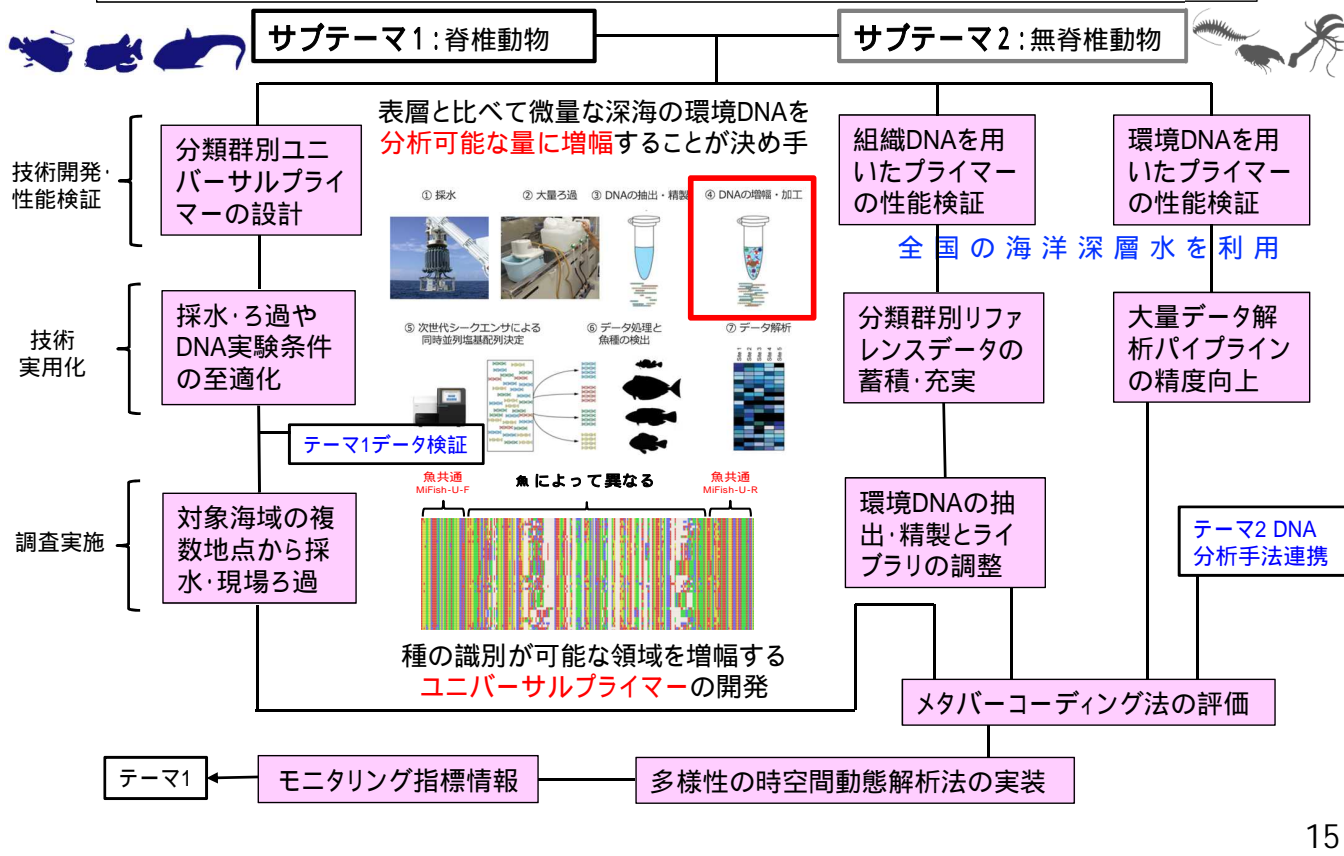 サブテーマ1:脊椎動物
サブテーマ2:無脊椎動物
技術開発・
性能検証
分類群別ユニ
バーサルプライ
マーの設計
表層と比べて微量な深海の環境DNAを
分析可能な量に増幅することが決め手
組織DNAを用
いたプライマー
の性能検証
環境DNAを用
いたプライマー
の性能検証
全国の海洋深層水を利用
① 採水
② 大量ろ過
③ DNAの抽出・精製
④ DNAの増幅・加工
技術
実用化
採水・ろ過や
DNA実験条件
の至適化
⑤ 次世代シークエンサによる
同時並列塩基配列決定
⑥ データ処理と
魚種の検出
⑦ データ解析
Site 1
Site 2
Site 3
Site 4
Site 5
分類群別リファ
レンスデータの
蓄積・充実
大量データ解
析パイプライン
の精度向上
テーマ1データ検証
魚共通
MiFish-U-F
魚によって異なる
魚共通
MiFish-U-R
調査実施
対象海域の複
数地点から採
水・現場ろ過
環境DNAの抽
出・精製とライ
ブラリの調整
テーマ2 DNA
分析手法連携
種の識別が可能な領域を増幅する
ユニバーサルプライマーの開発
メタバーコーディング法の評価
テーマ1
モニタリング指標情報
多様性の時空間動態解析法の実装
15